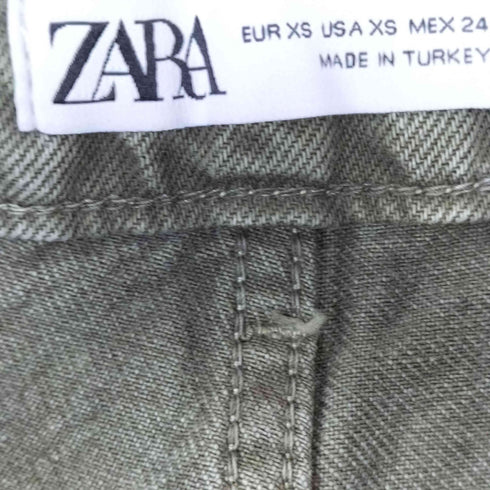 ZARA
EUR XS USA XS MEX 24
MADE IN TURKEY